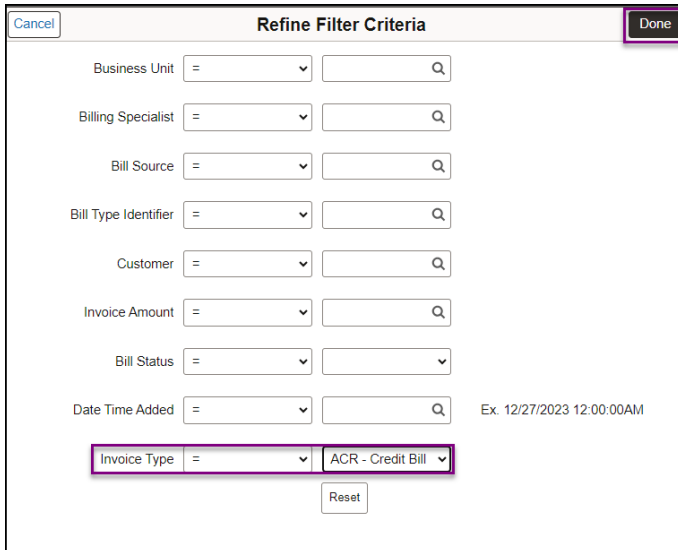 Cancel Refine Filter Criteria Done
Business Unit =
Billing Specialist =
Bill Source =
Bill Type Identifier =
Customer =
Invoice Amount =
Bill Status =
Date Time Added = Ex. 12/27/2023 12:00:00AM
Invoice Type = ACR - Credit Bill
Reset